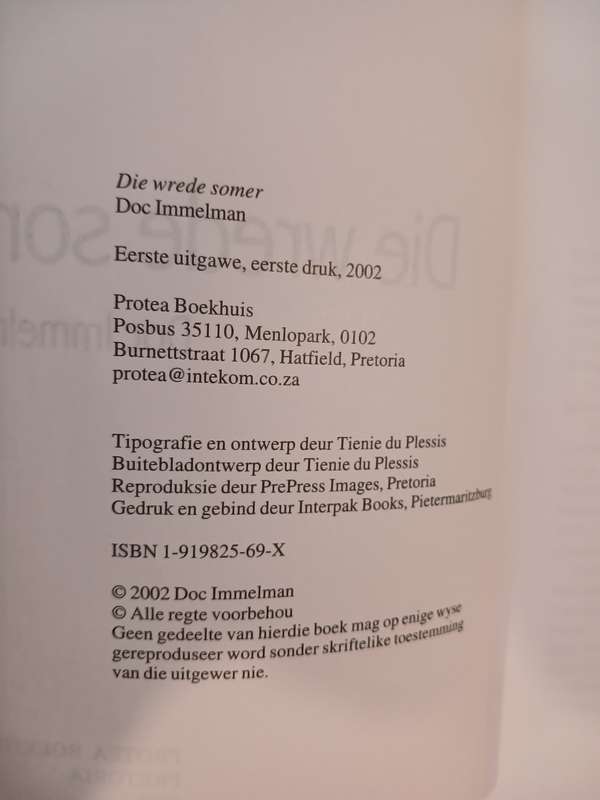 Die wrede somer
Doc Immelman
Eerste uitgawe, eerste druk, 2002
Protea Boekhuis
Posbus 35110, Menlopark, 0102
Burnettstraat 1067, Hatfield, Pretoria
protea@intekom.co.za
Tipografie en ontwerp deur Tienie du Plessis
Buitebladontwerp deur Tienie du Plessis
Reproduksie deur PrePress Images, Pretoria
Gedruk en gebind deur Interpak Books, Pietermaritzburg
ISBN 1-919825-69-X
© 2002 Doc Immelman
© Alle regte voorbehou
Geen gedeelte van hierdie boek mag op enige wyse
gereproduseer word sonder skriftelike toestemming
van die uitgewer nie.